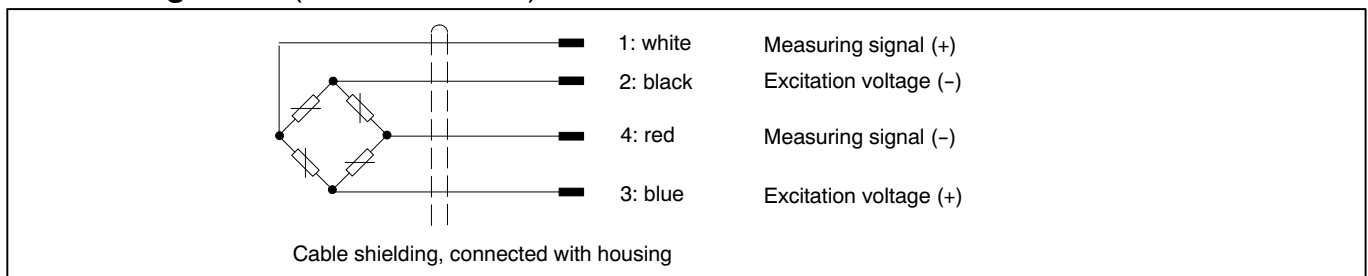 1: white Measuring signal (+)
2: black Excitation voltage (−)
4: red Measuring signal (−)
3: blue Excitation voltage (+)
Cable shielding, connected with housing